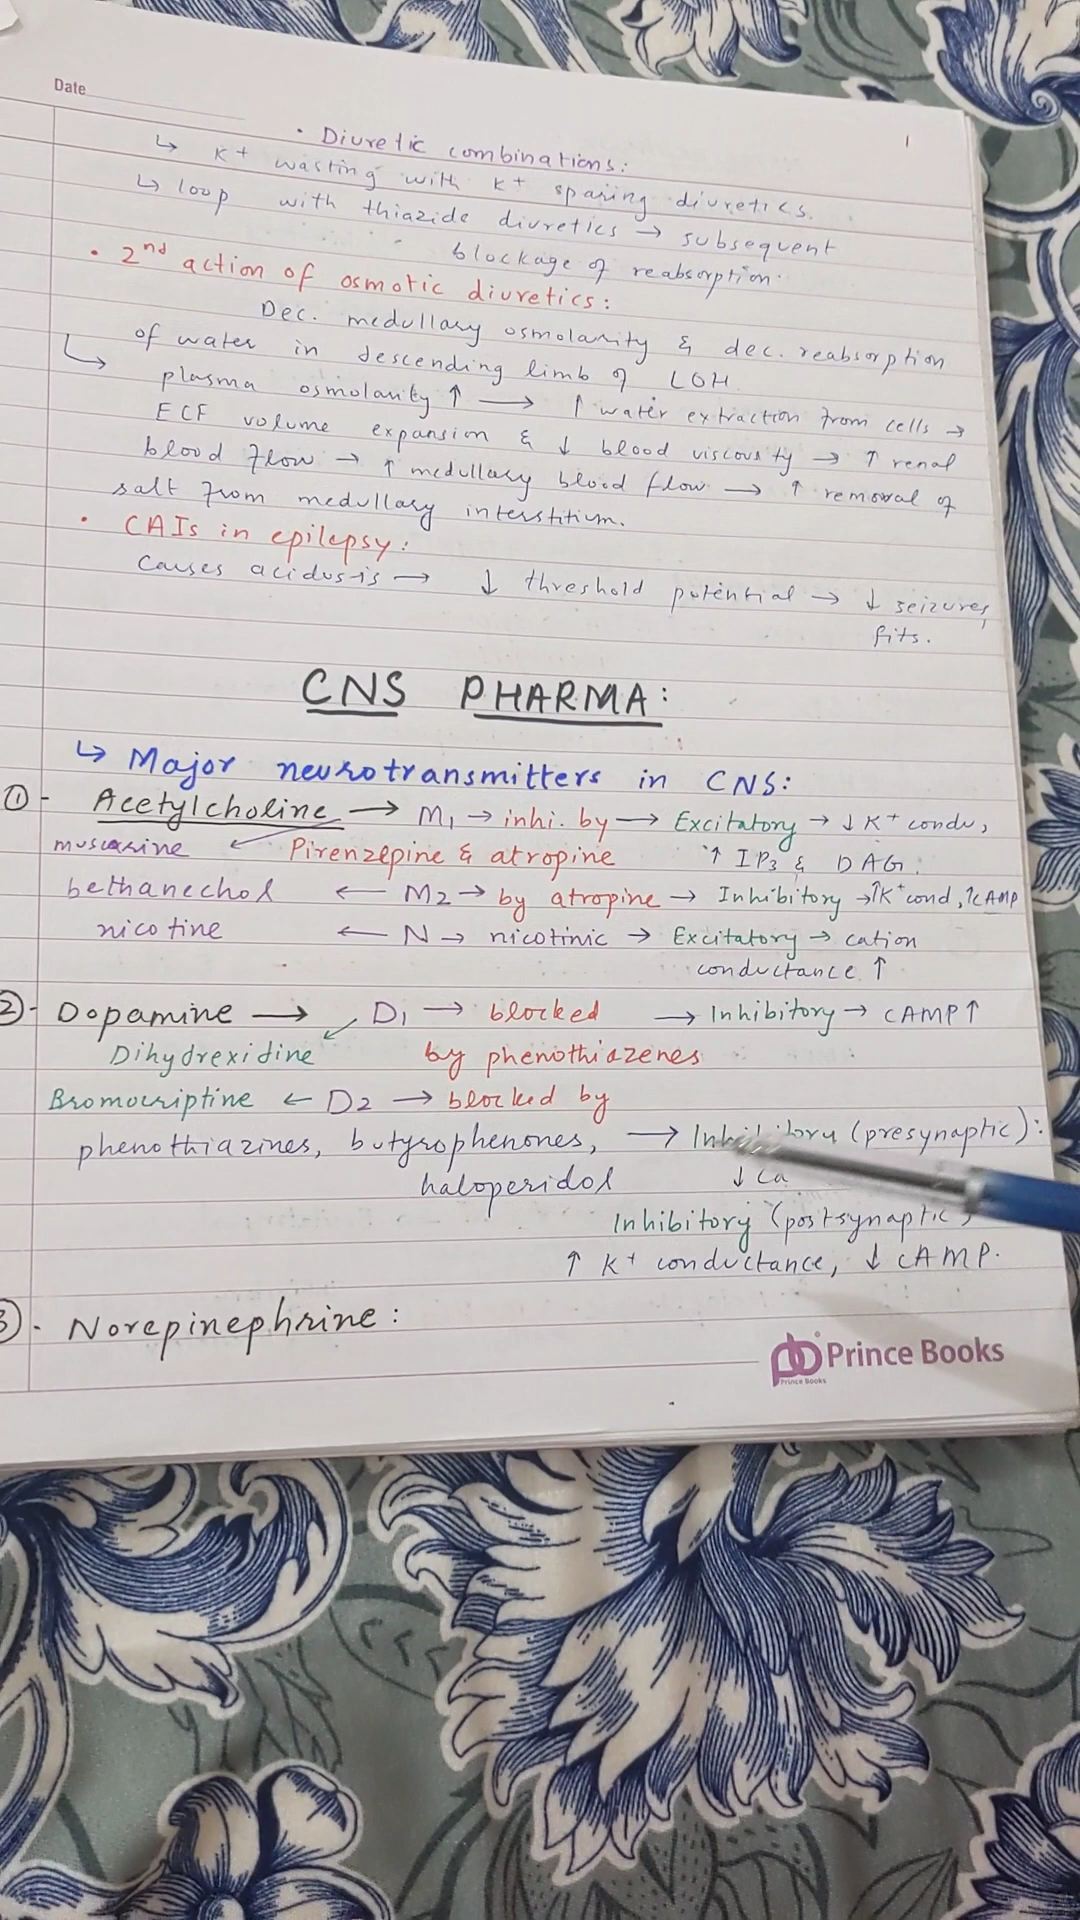 Date
1
• Diuretic combinations:
↳ K+ wasting with K+ sparing diuretics.
↳ loop with thiazide diuretics → subsequent
blockage of reabsorption.
• 2nd action of osmotic diuretics:
Dec. medullary osmolarity & dec. reabsorption
of water in descending limb of LOH.
↳ plasma osmolarity ↑ → ↑ water extraction from cells →
ECF volume expansion & ↓ blood viscosity → ↑ renal
blood flow → ↑ medullary blood flow → ↑ removal of
salt from medullary interstitium.
• CAIs in epilepsy:
Causes acidosis → ↓ threshold potential → ↓ seizures,
fits.
CNS PHARMA:
↳ Major neurotransmitters in CNS:
①- Acetylcholine → M1 → inhi. by → Excitatory → ↓ K+ condu,
muscarine ← Pirenzepine & atropine ↑ IP3 & DAG.
bethanechol ← M2 → by atropine → Inhibitory → ↑K+ cond, ↑cAMP
nicotine ← N → nicotinic → Excitatory → cation
conductance ↑
②- Dopamine → D1 → blocked → Inhibitory → cAMP↑
Dihydrexidine ↙ by phenothiazenes
Bromocriptine ← D2 → blocked by
phenothiazines, butyrophenones, → Inhibitory (presynaptic):
haloperidol ↓ Ca
Inhibitory (postsynaptic)
↑ K+ conductance, ↓ cAMP.
③. Norepinephrine:
Prince Books
Prince Books